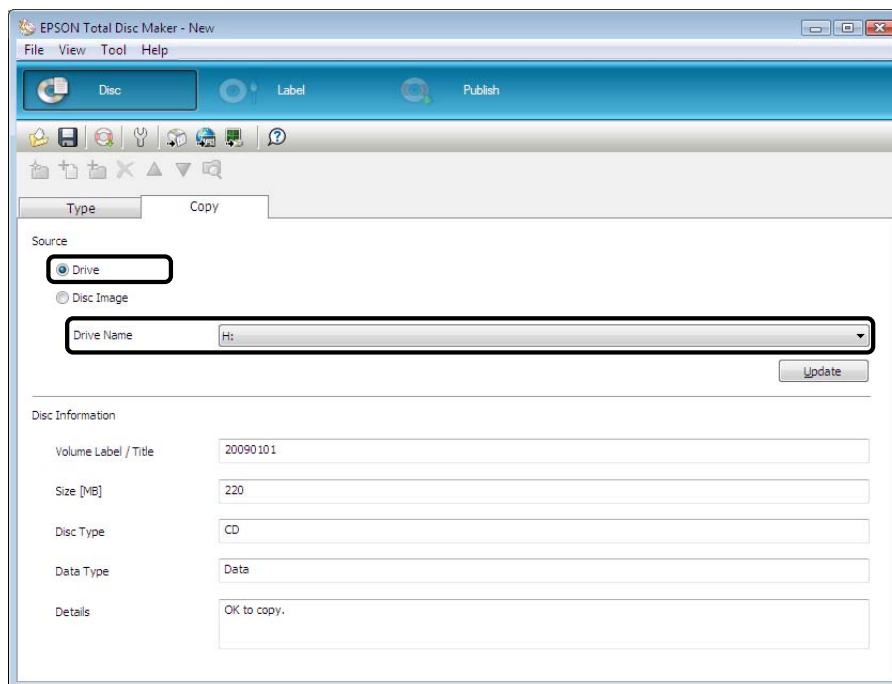 EPSON Total Disc Maker - New
File View Tool Help
Disc Label Publish
Type Copy
Source
Drive
Disc Image
Drive Name H:
Update
Disc Information
Volume Label / Title 20090101
Size [MB] 220
Disc Type CD
Data Type Data
Details OK to copy.